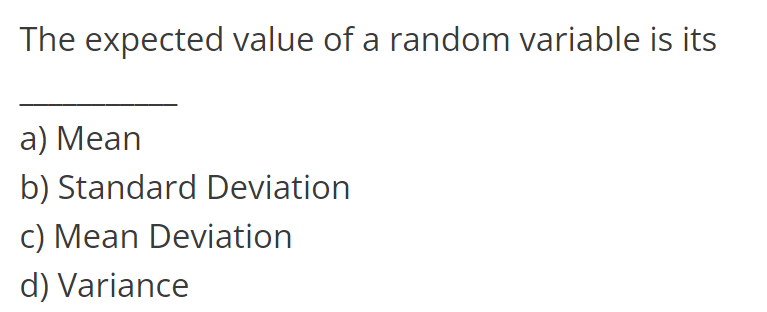 The expected value of a random variable is its
___________
a) Mean
b) Standard Deviation
c) Mean Deviation
d) Variance